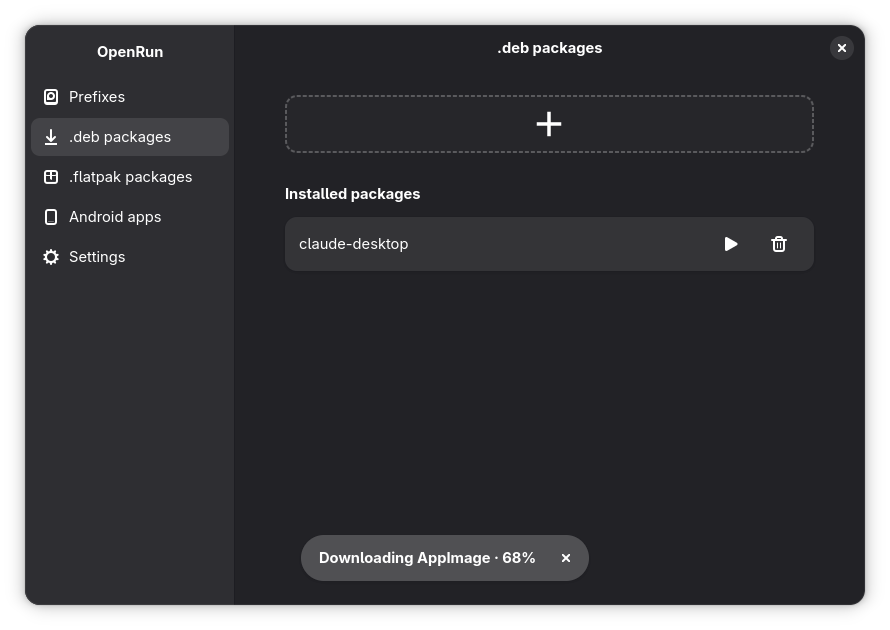 OpenRun
Prefixes
.deb packages
.flatpak packages
Android apps
Settings
.deb packages
Installed packages
claude-desktop
Downloading AppImage · 68%